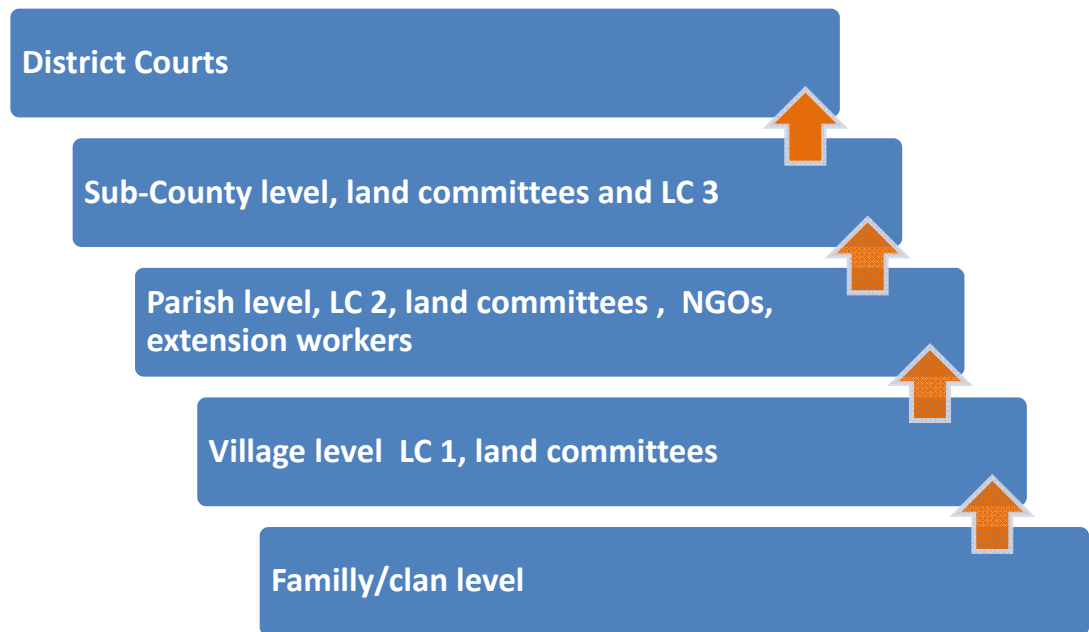 District Courts
Sub-County level, land committees and LC 3
Parish level, LC 2, land committees ,  NGOs,
extension workers
Village level  LC 1, land committees
Familly/clan level